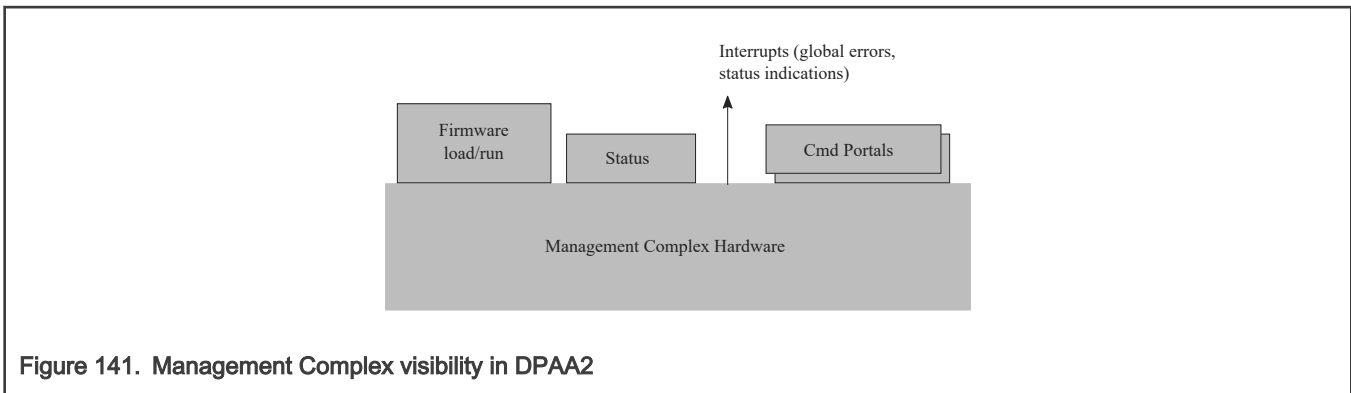 Interrupts (global errors,
status indications)
Firmware
load/run
Status
Cmd Portals
Management Complex Hardware
Figure 141. Management Complex visibility in DPAA2